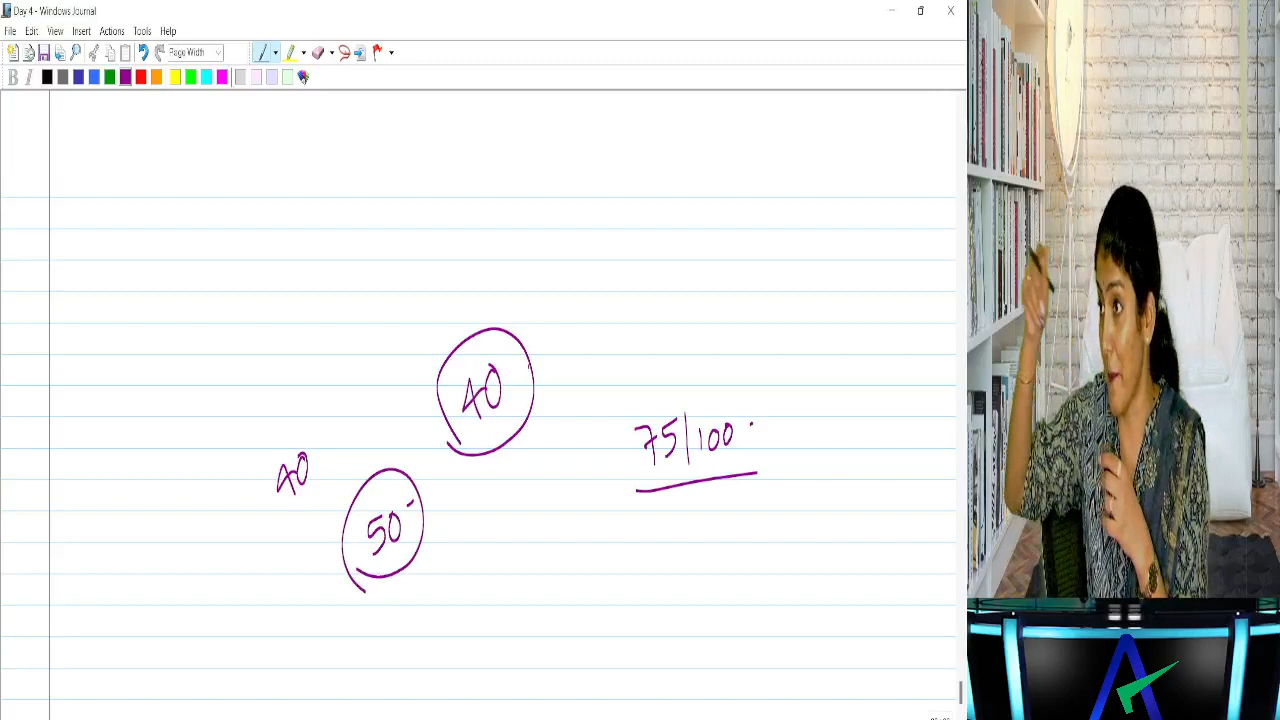 Day 4 - Windows Journal
File Edit View Insert Actions Tools Help
Page Width
B I
40
75/100
40
50